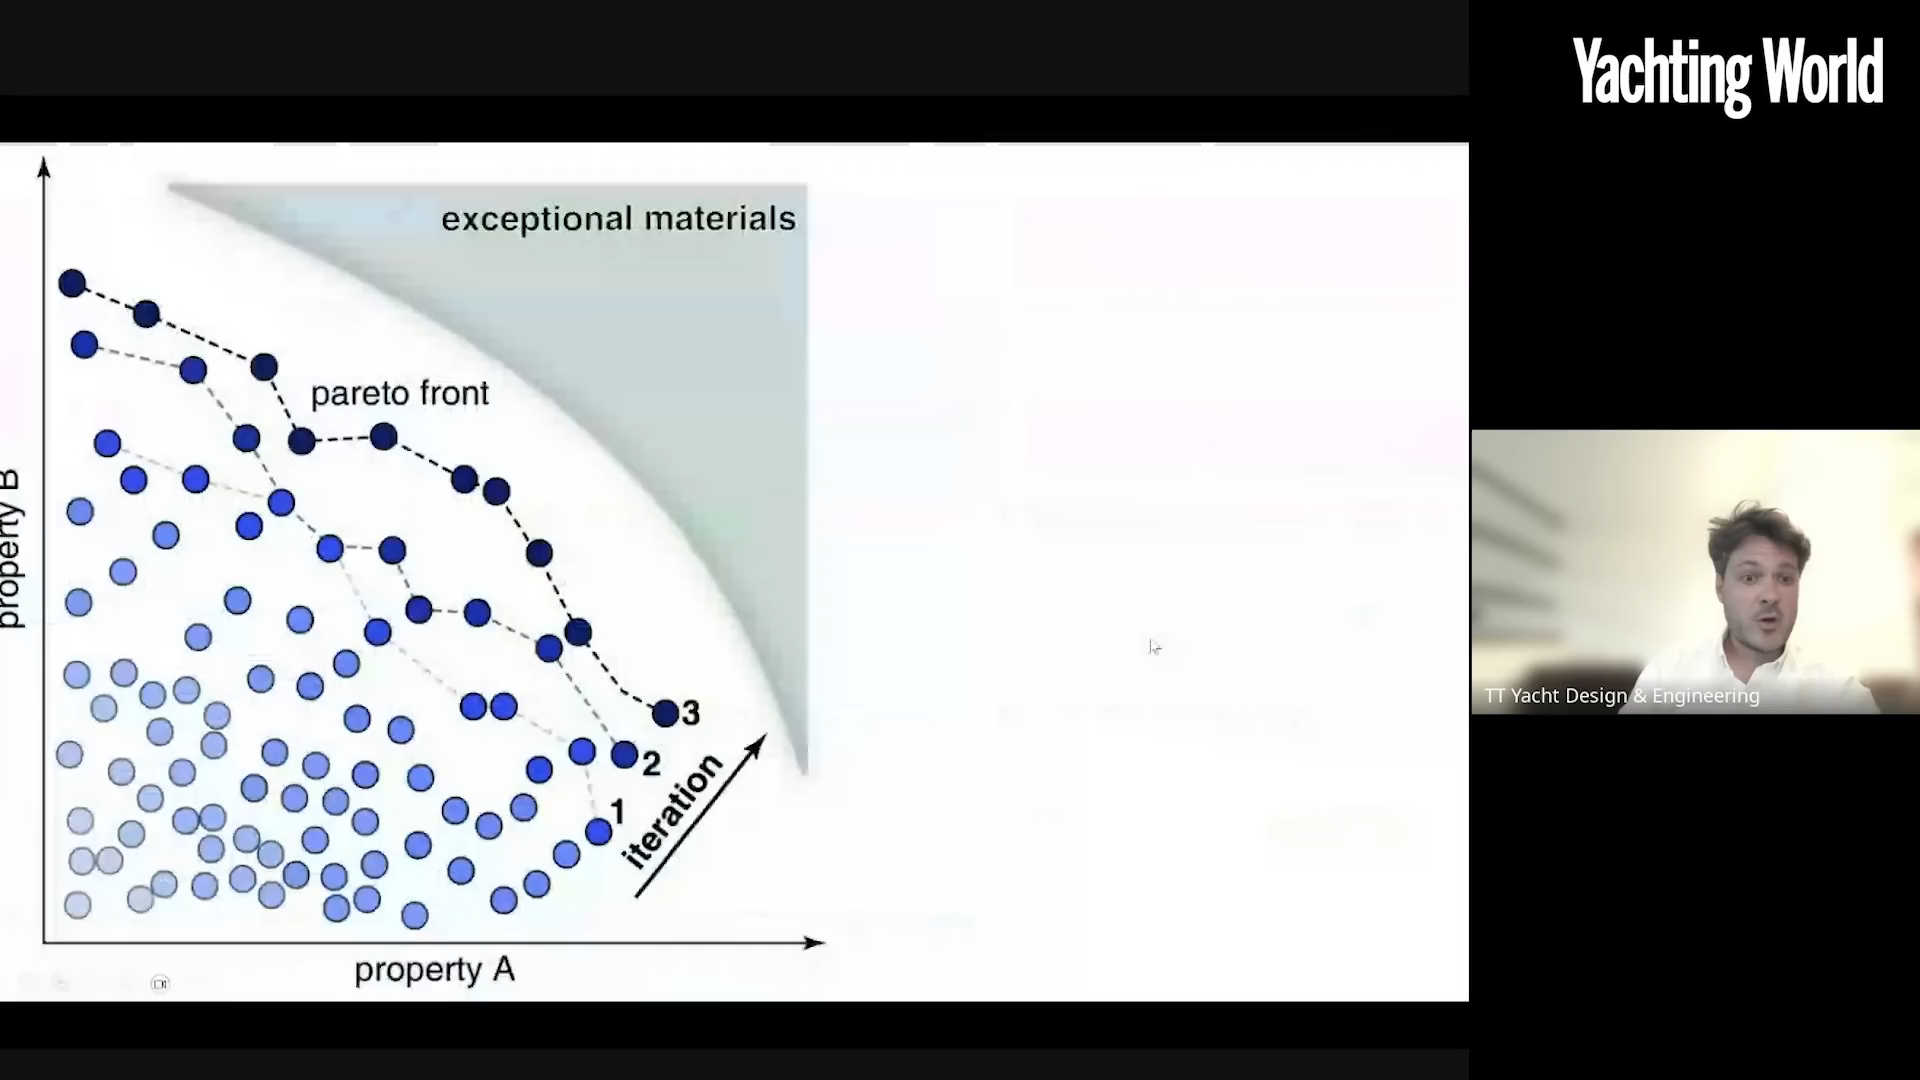 Yachting World
exceptional materials
pareto front
property B
3
2
1
iteration
property A
TT Yacht Design & Engineering